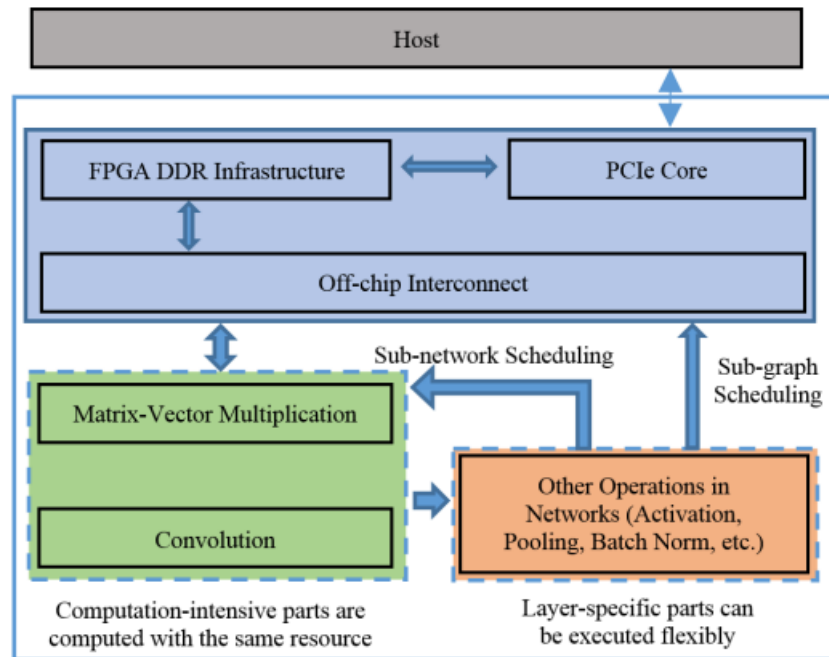 Host
FPGA DDR Infrastructure
PCIe Core
Off-chip Interconnect
Sub-network Scheduling
Sub-graph
Scheduling
Matrix-Vector Multiplication
Convolution
Other Operations in
Networks (Activation,
Pooling, Batch Norm, etc.)
Computation-intensive parts are
computed with the same resource
Layer-specific parts can
be executed flexibly